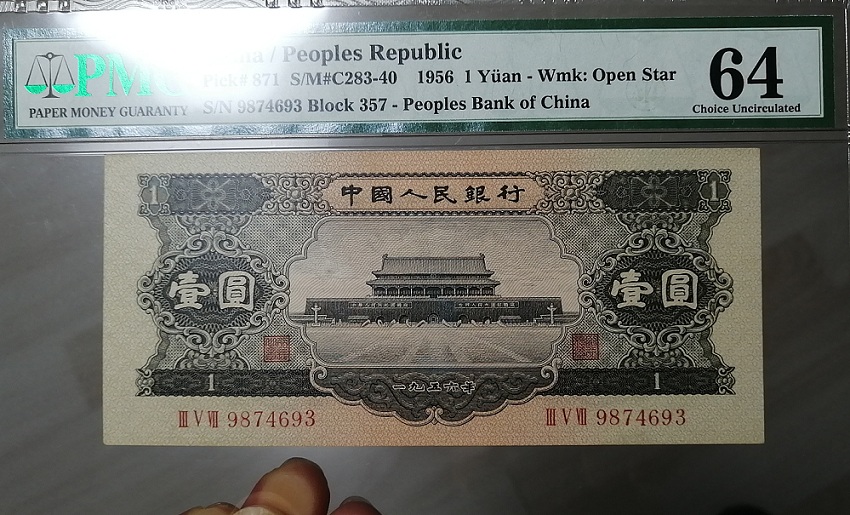 / Peoples Republic
PMG
Pick# 871 S/M#C283-40 1956 1 Yüan - Wmk: Open Star
64
PAPER MONEY GUARANTY
S/N 9874693 Block 357 - Peoples Bank of China
Choice Uncirculated
1 中國人民銀行 1
壹圓 壹圓
1 一九五六年 1
Ⅲ Ⅴ Ⅶ 9874693 Ⅲ Ⅴ Ⅶ 9874693